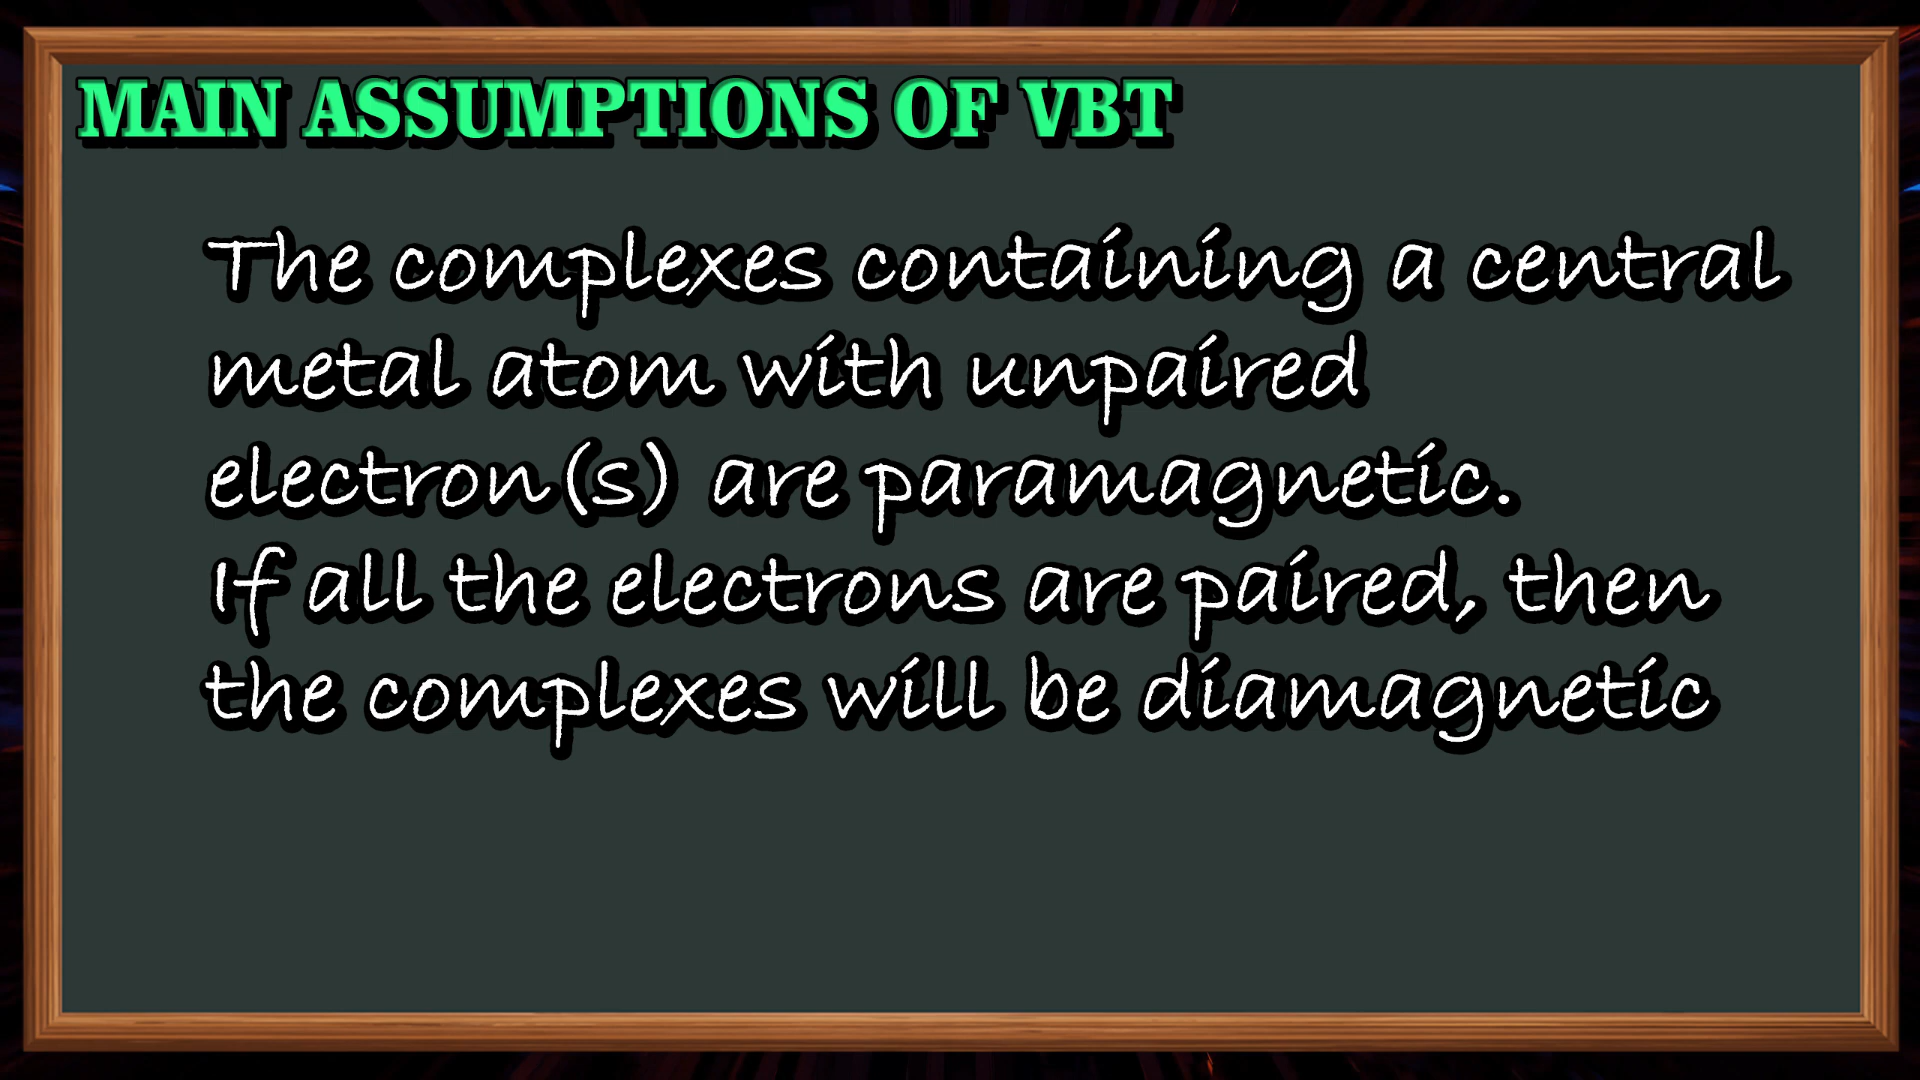 MAIN ASSUMPTIONS OF VBT
The complexes containing a central
metal atom with unpaired
electron(s) are paramagnetic.
If all the electrons are paired, then
the complexes will be diamagnetic